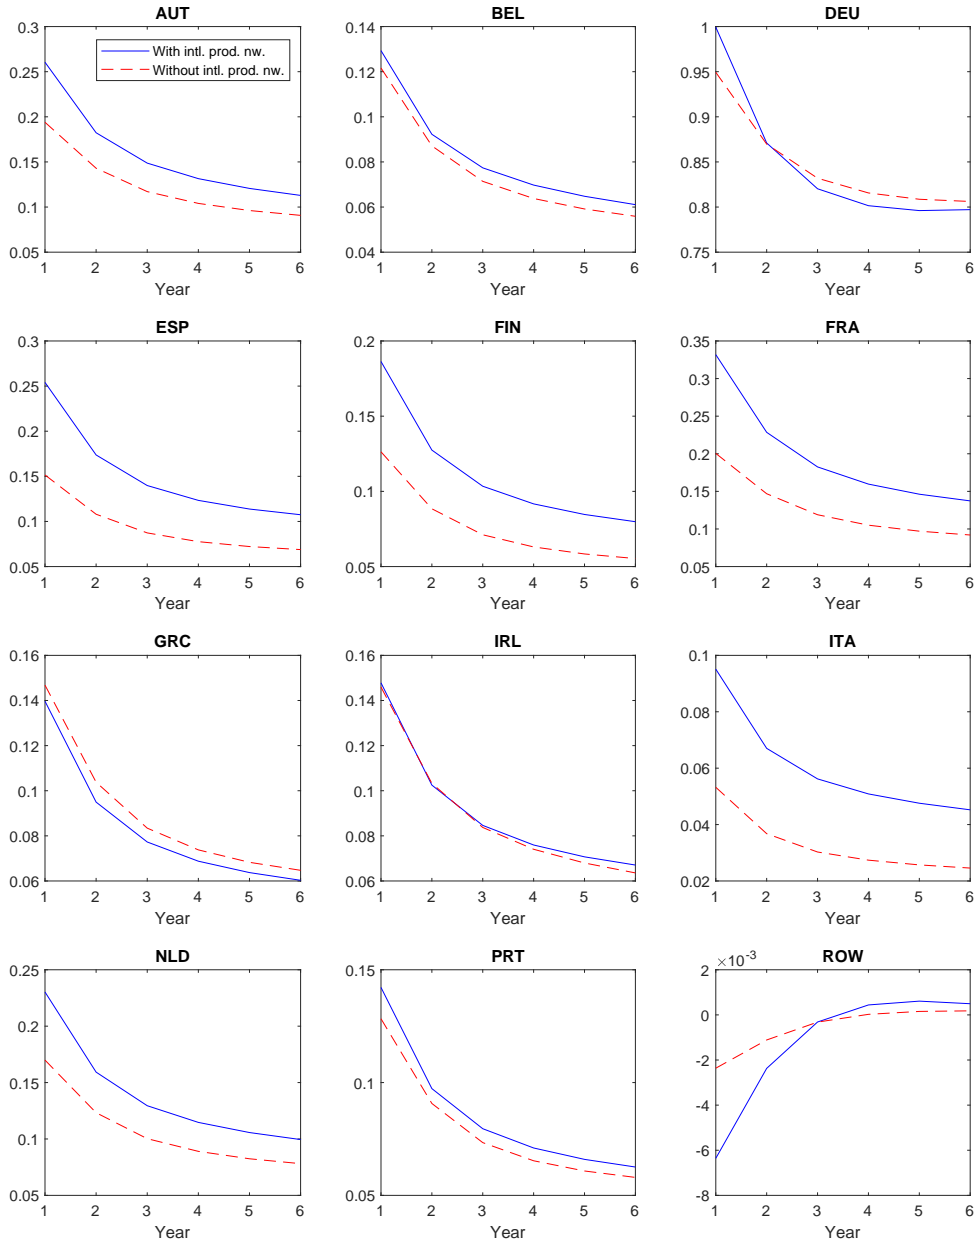 AUT
0.3
0.25
0.2
0.15
0.1
0.05
With intl. prod. nw.
Without intl. prod. nw.
1 2 3 4 5 6
Year
BEL
0.14
0.12
0.1
0.08
0.06
0.04
1 2 3 4 5 6
Year
DEU
1
0.95
0.9
0.85
0.8
0.75
1 2 3 4 5 6
Year
ESP
0.3
0.25
0.2
0.15
0.1
0.05
1 2 3 4 5 6
Year
FIN
0.2
0.15
0.1
0.05
1 2 3 4 5 6
Year
FRA
0.35
0.3
0.25
0.2
0.15
0.1
0.05
1 2 3 4 5 6
Year
GRC
0.16
0.14
0.12
0.1
0.08
0.06
1 2 3 4 5 6
Year
IRL
0.16
0.14
0.12
0.1
0.08
0.06
1 2 3 4 5 6
Year
ITA
0.1
0.08
0.06
0.04
0.02
1 2 3 4 5 6
Year
NLD
0.25
0.2
0.15
0.1
0.05
1 2 3 4 5 6
Year
PRT
0.15
0.1
0.05
1 2 3 4 5 6
Year
ROW
×10⁻³
2
0
-2
-4
-6
-8
1 2 3 4 5 6
Year